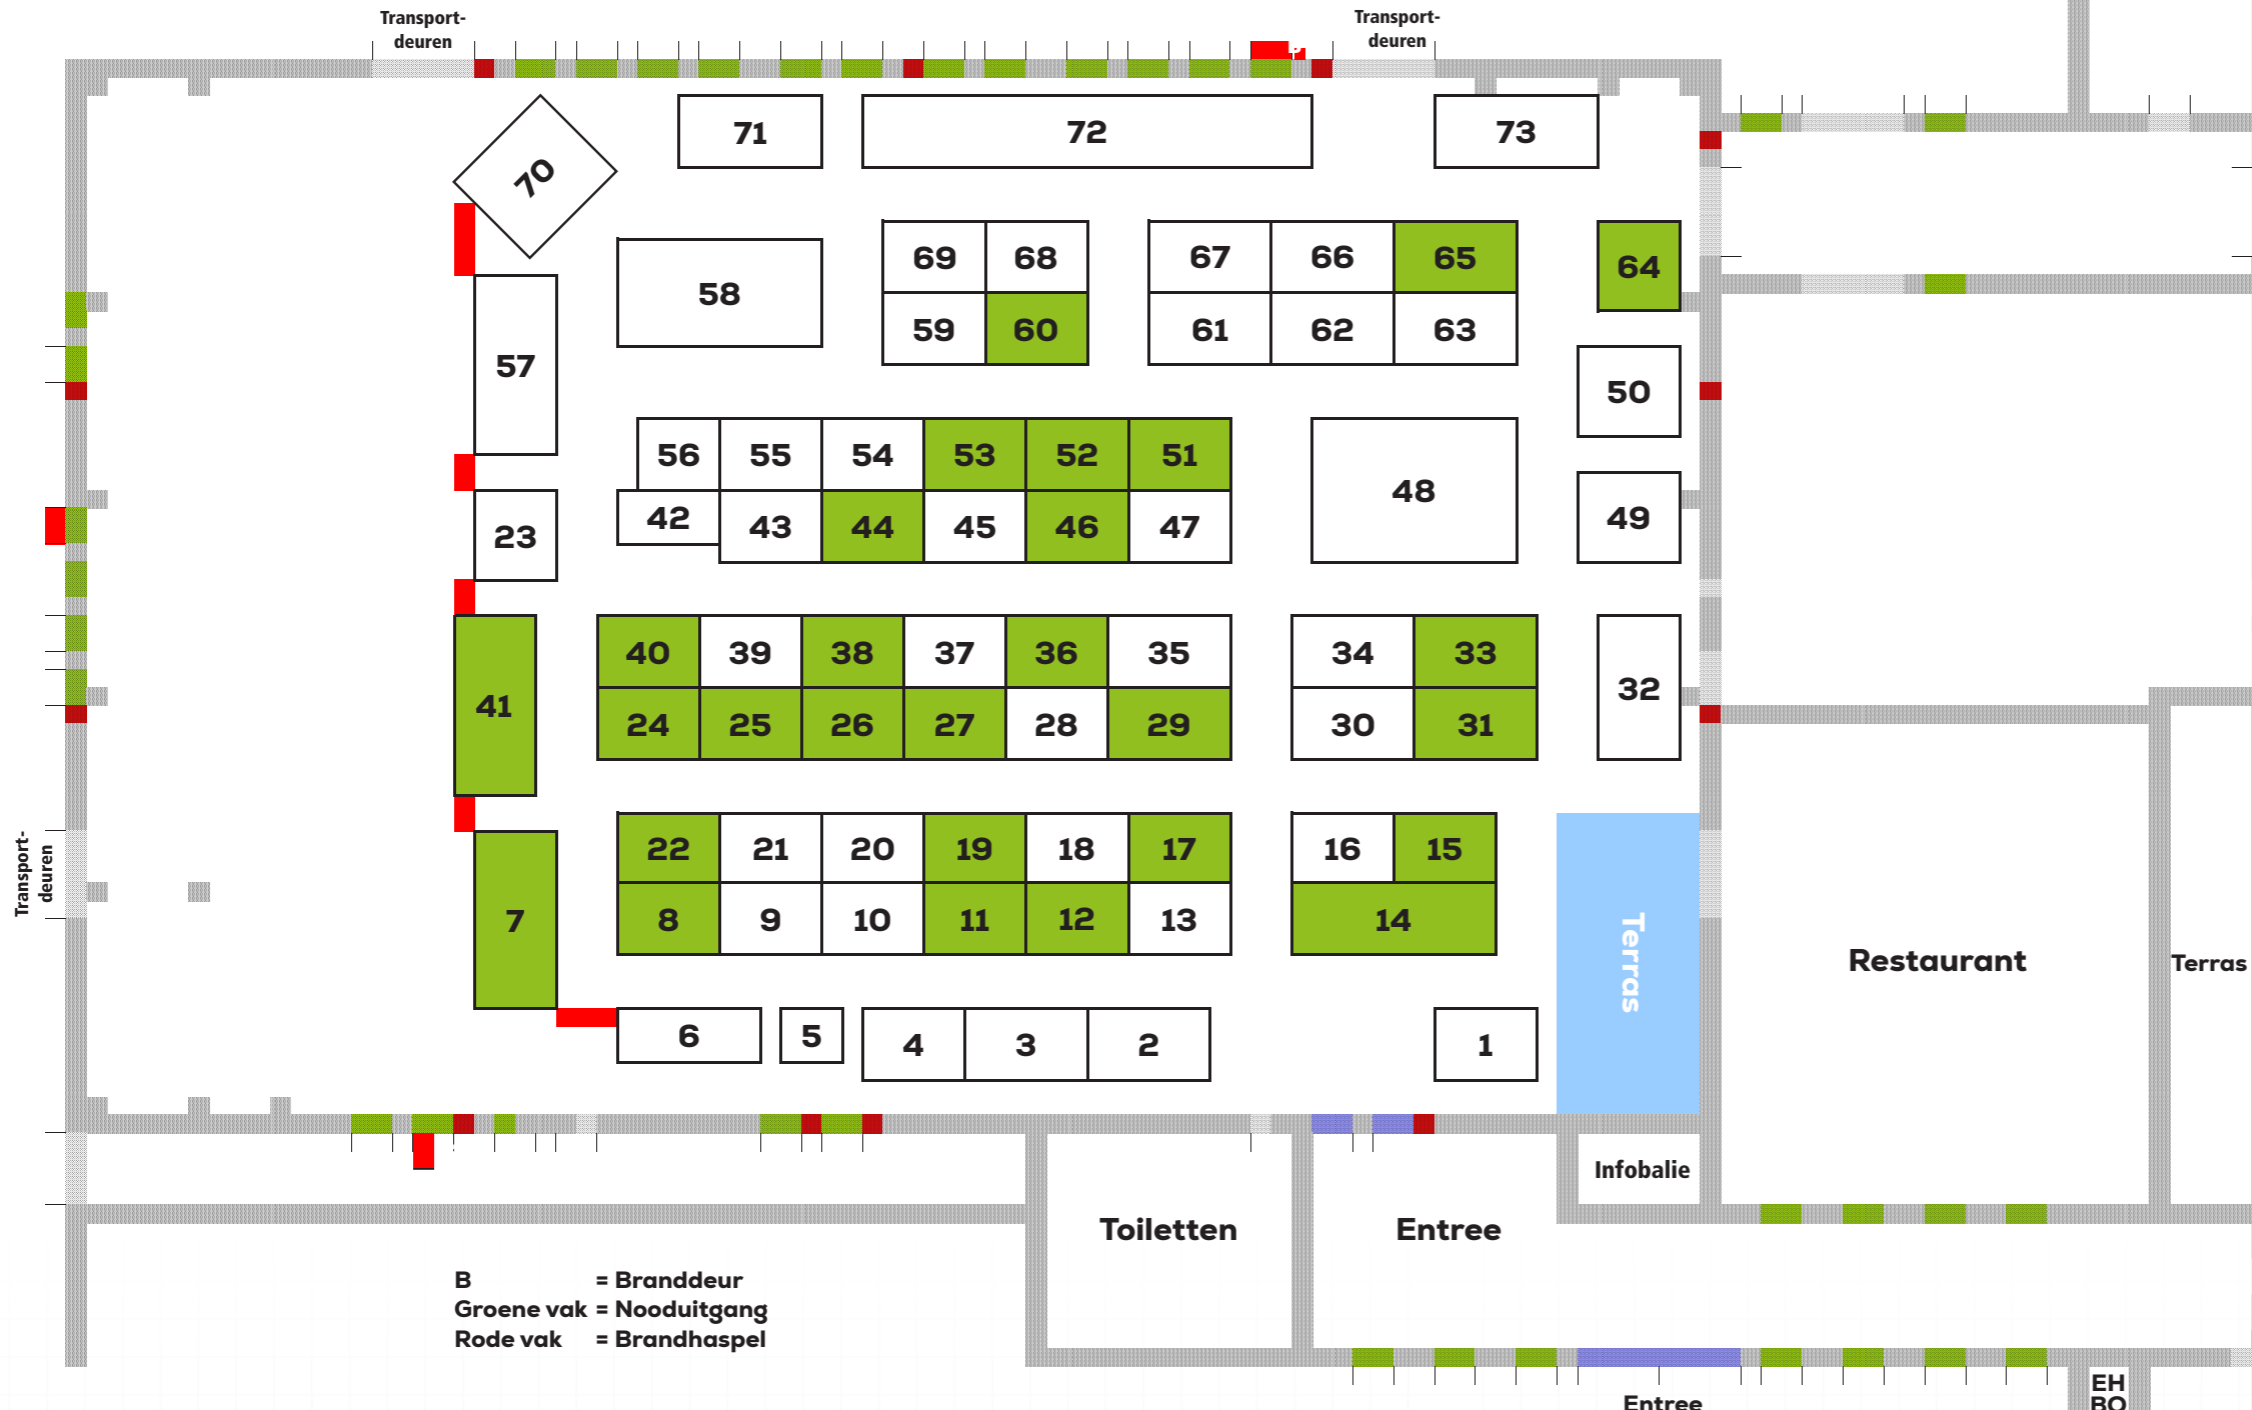 Transport-
deuren
Transport-
deuren
70
71
72
73
69 68
67 66 65
64
58
59 60
61 62 63
57
50
56 55 54 53 52 51
48
42 43 44 45 46 47
49
23
40 39 38 37 36 35
34 33
32
41
24 25 26 27 28 29
30 31
Transport-
deuren
22 21 20 19 18 17
16 15
7
8 9 10 11 12 13
14
Terras
Restaurant
Terras
6
5
4 3 2
1
Infobalie
Toiletten
Entree
B = Branddeur
Groene vak = Nooduitgang
Rode vak = Brandhaspel
EH
BO
Entree